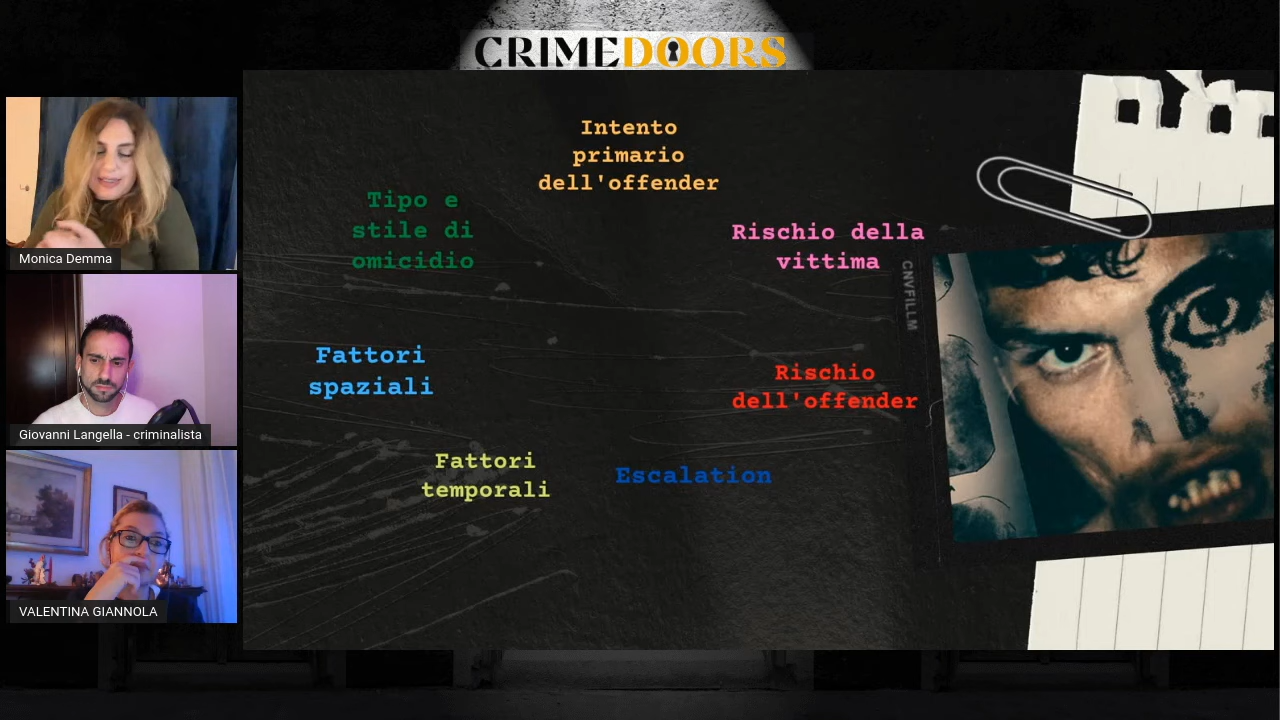 CRIMEDOORS
Intento
primario
dell'offender
Tipo e
stile di
omicidio
Rischio della
vittima
CNVFILLM
Fattori
spaziali
Rischio
dell'offender
Fattori
temporali
Escalation
Monica Demma
Giovanni Langella - criminalista
VALENTINA GIANNOLA